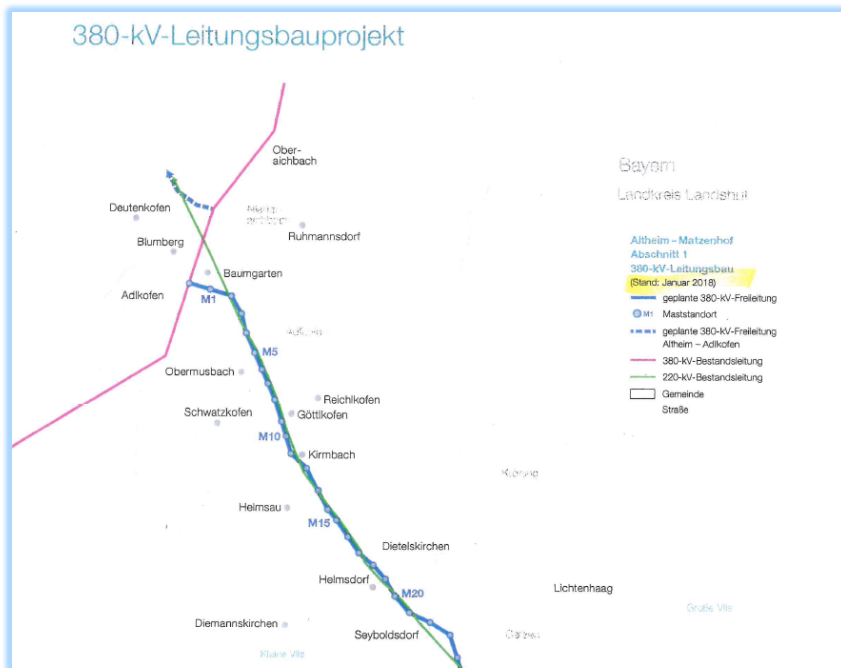 380-kV-Leitungsbauprojekt
Ober-
aichbach
Bayern
Landkreis Landshut
Deutenkofen
Ruhmannsdorf
Blumberg
Altheim – Matzenhof
Abschnitt 1
380-kV-Leitungsbau
(Stand: Januar 2018)
geplante 380-kV-Freileitung
M1 Maststandort
geplante 380-kV-Freileitung
Altheim – Adlkofen
380-kV-Bestandsleitung
220-kV-Bestandsleitung
Gemeinde
Straße
Baumgarten
Adlkofen
M1
M5
Obermusbach
Reichlkofen
Göttlkofen
Schwatzkofen
M10
Kirmbach
Helmsau
M15
Dietelskirchen
Helmsdorf
M20
Lichtenhaag
Große Vils
Diemannskirchen
Seyboldsdorf
Kleine Vils